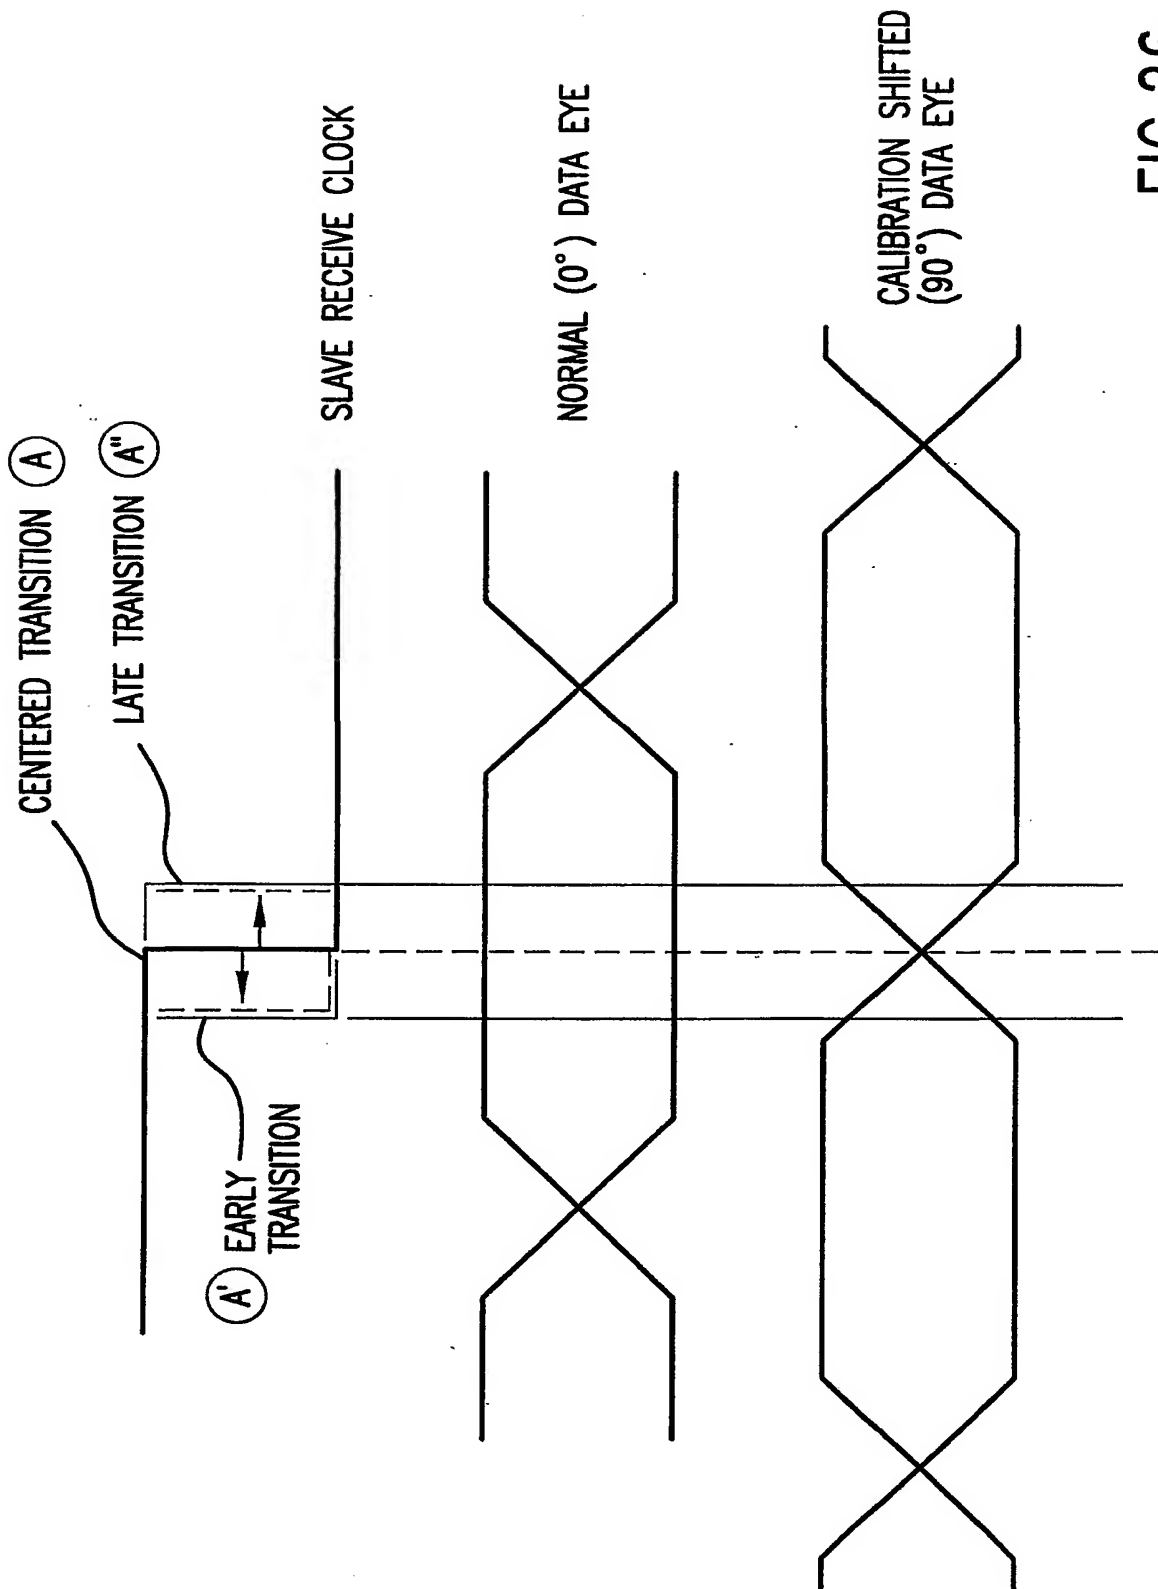 CENTERED TRANSITION A
LATE TRANSITION A"
A' EARLY
TRANSITION
SLAVE RECEIVE CLOCK
NORMAL (0°) DATA EYE
CALIBRATION SHIFTED
(90°) DATA EYE